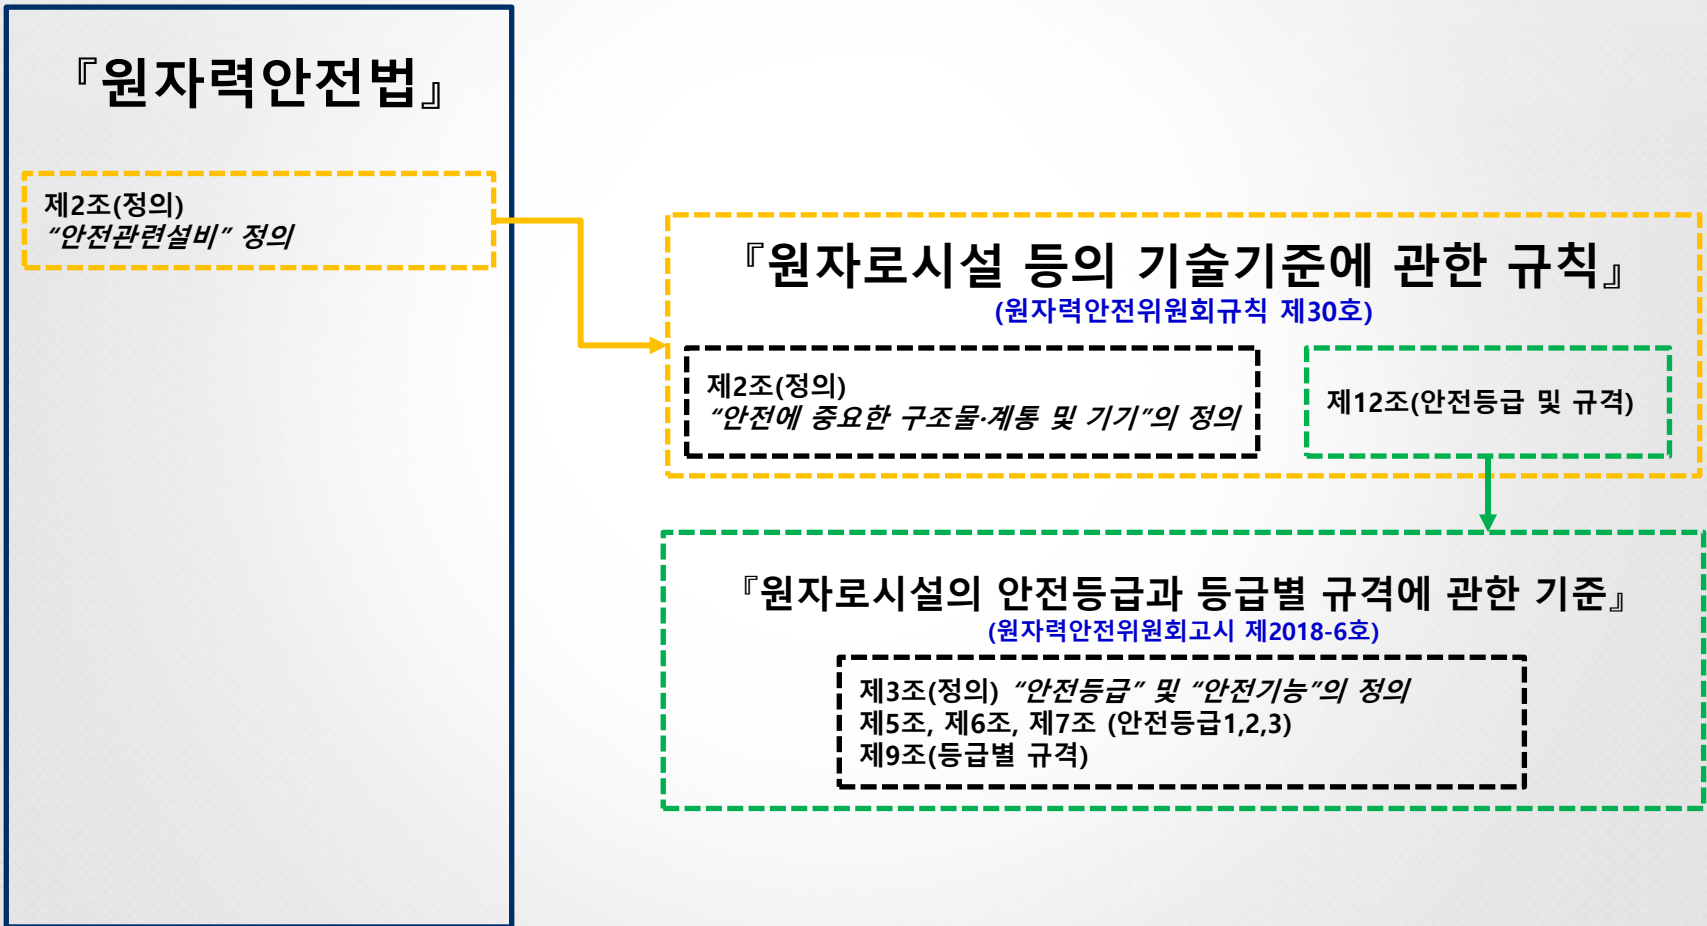 『원자력안전법』
제2조(정의)
“안전관련설비” 정의
『원자로시설 등의 기술기준에 관한 규칙』
(원자력안전위원회규칙 제30호)
제2조(정의)
“안전에 중요한 구조물·계통 및 기기”의 정의
제12조(안전등급 및 규격)
『원자로시설의 안전등급과 등급별 규격에 관한 기준』
(원자력안전위원회고시 제2018-6호)
제3조(정의) “안전등급” 및 “안전기능”의 정의
제5조, 제6조, 제7조 (안전등급1,2,3)
제9조(등급별 규격)